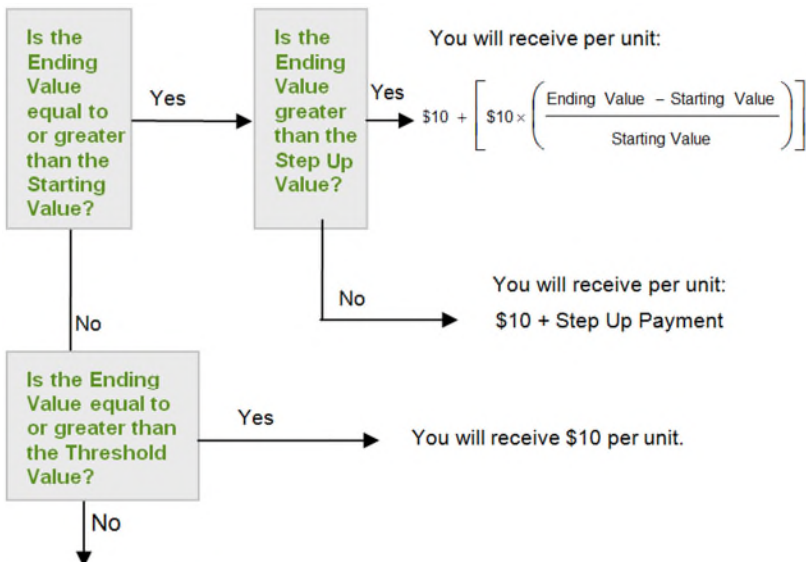 Is the
Ending
Value
equal to
or greater
than the
Starting
Value?
Yes
Is the
Ending
Value
greater
than the
Step Up
Value?
Yes
You will receive per unit:
$10 + [ $10 × ( Ending Value – Starting Value
Starting Value ) ]
No
You will receive per unit:
$10 + Step Up Payment
No
Is the Ending
Value equal to
or greater than
the Threshold
Value?
Yes
You will receive $10 per unit.
No